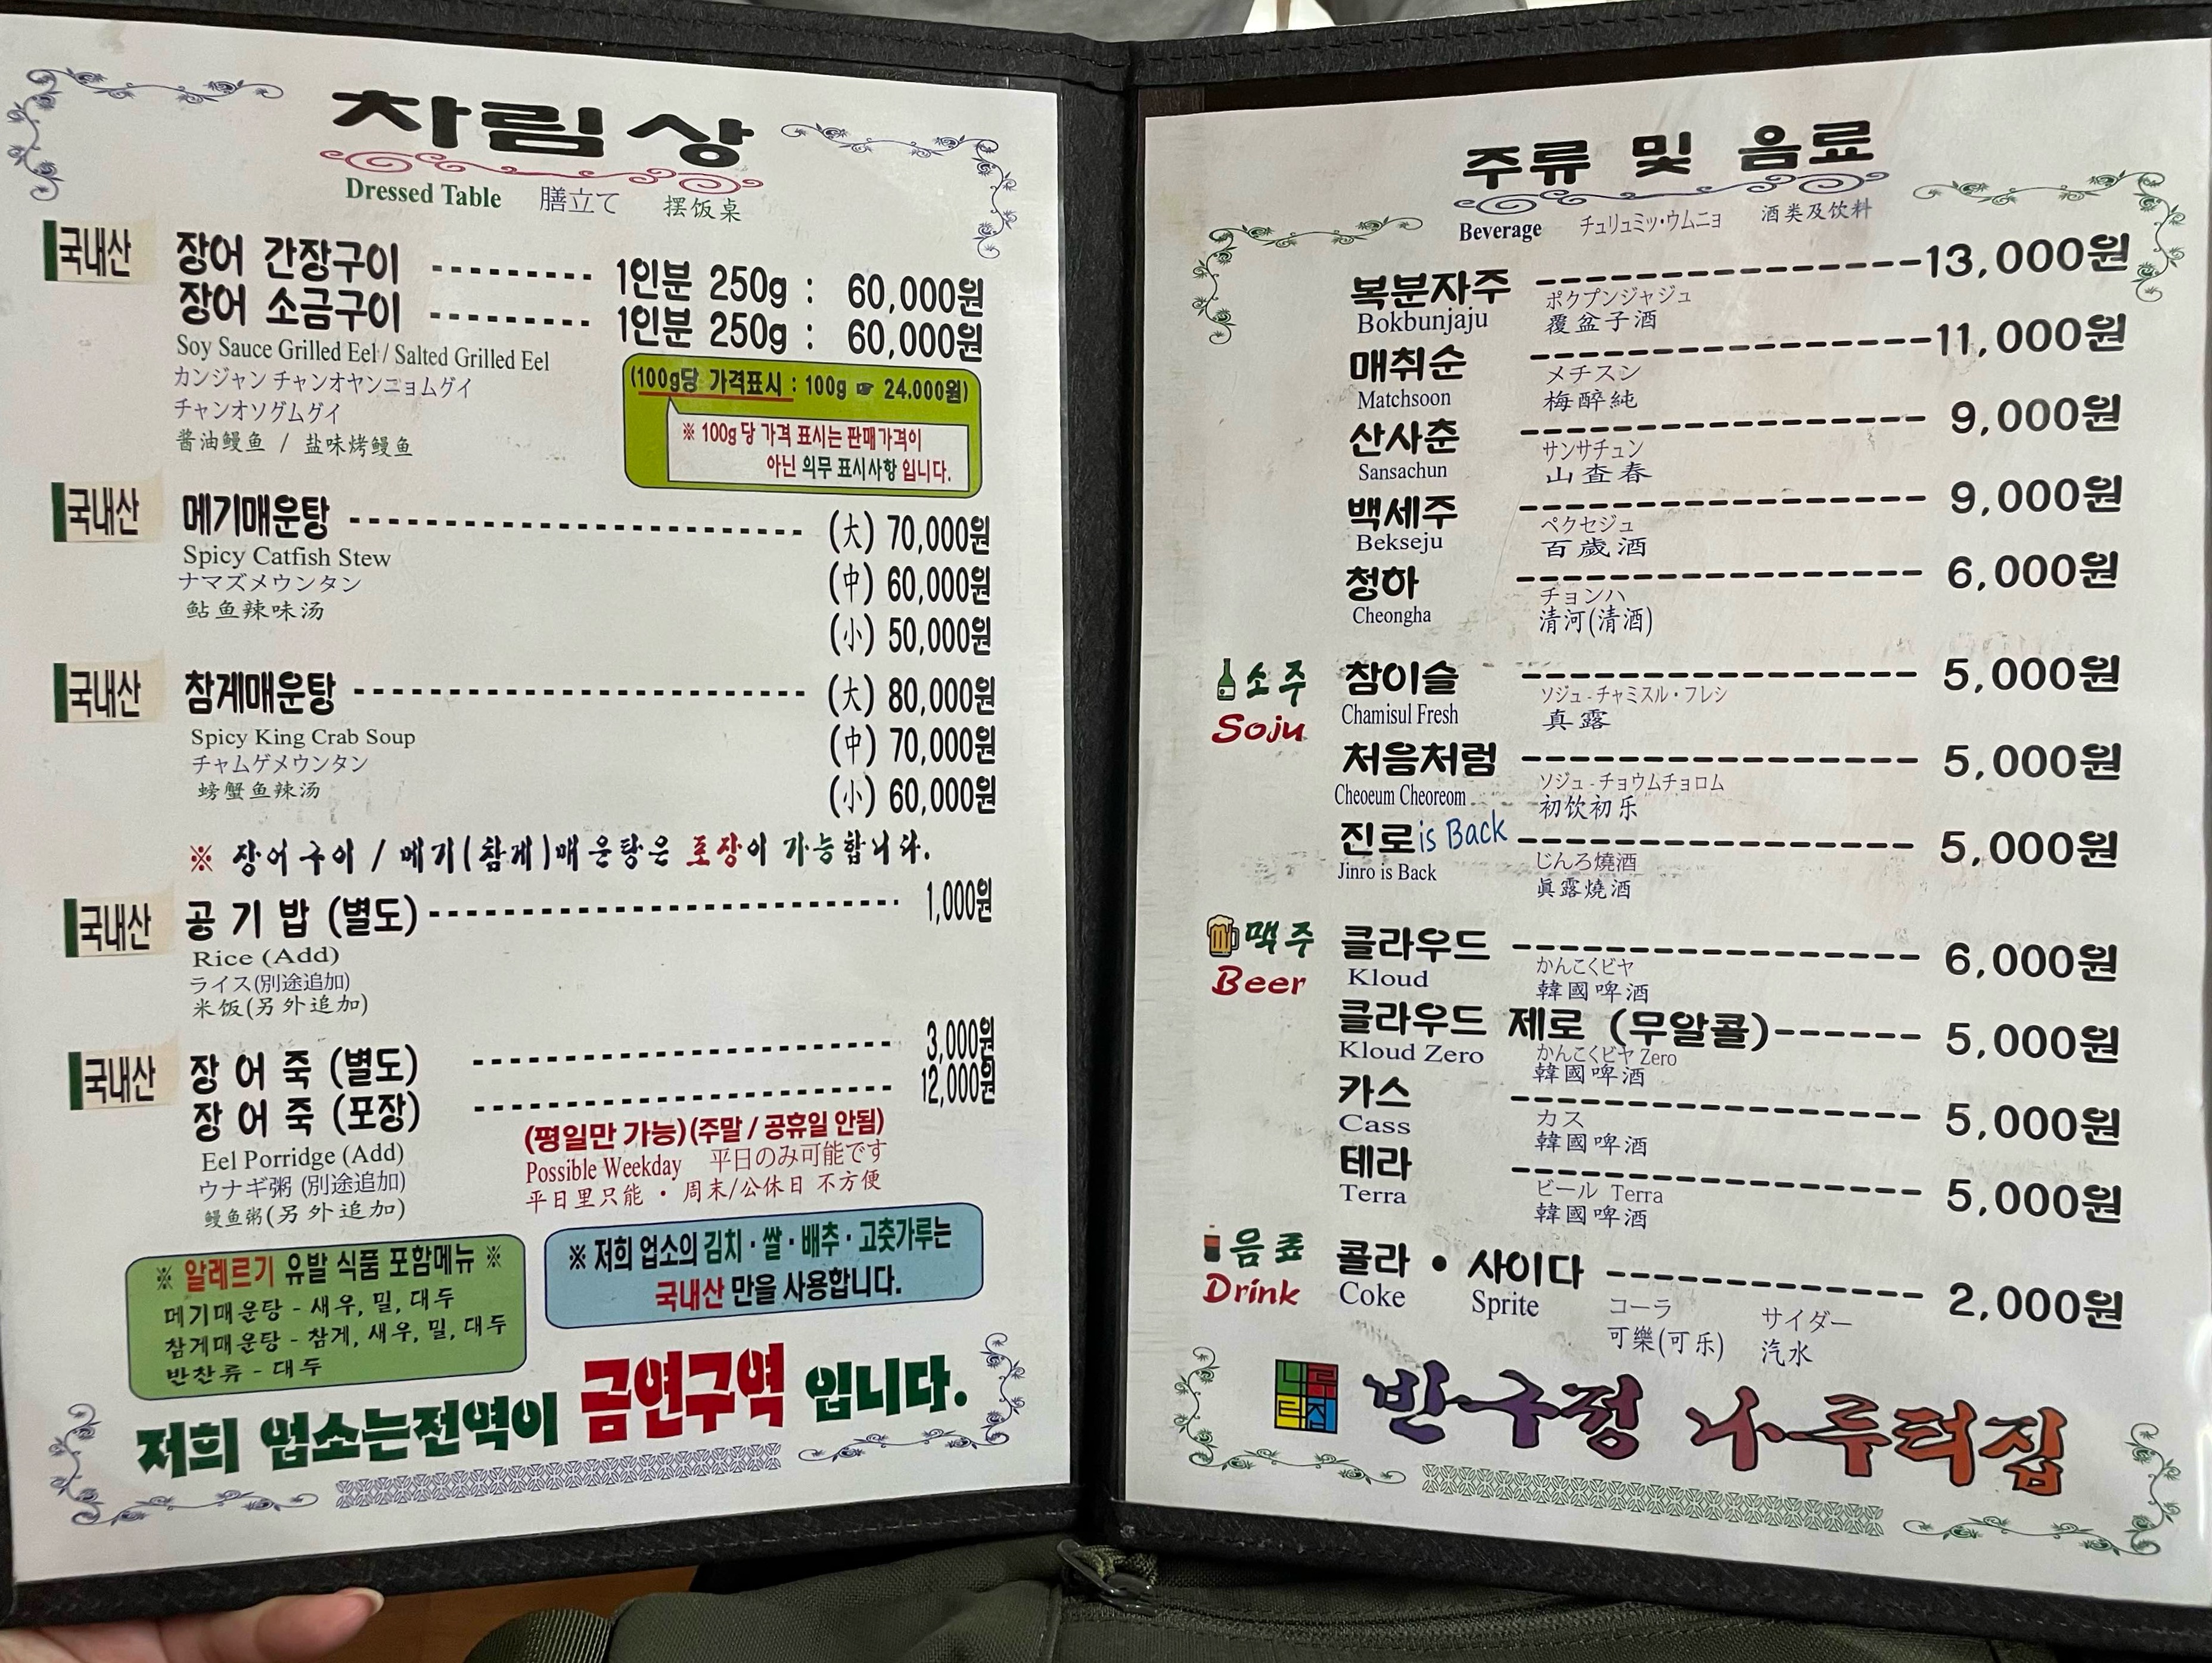 차림상
Dressed Table 膳立て 摆饭桌
국내산 장어 간장구이 1인분 250g : 60,000원
장어 소금구이 1인분 250g : 60,000원
Soy Sauce Grilled Eel / Salted Grilled Eel
カンジャン チャンオヤンニョムグイ
チャンオソグムグイ
酱油鳗鱼 / 盐味烤鳗鱼
(100g당 가격표시 : 100g ☞ 24.000원)
※ 100g당 가격 표시는 판매가격이
아닌 의무 표시사항 입니다.
국내산 메기매운탕 (大) 70,000원
Spicy Catfish Stew
ナマズメウンタン (中) 60,000원
鲇鱼辣味汤 (小) 50,000원
국내산 참게매운탕 (大) 80,000원
Spicy King Crab Soup (中) 70,000원
チャムゲメウンタン
螃蟹鱼辣汤 (小) 60,000원
※ 장어구이 / 메기(참게)매운탕은 포장이 가능합니다.
국내산 공기밥 (별도) 1,000원
Rice (Add)
ライス(別途追加)
米饭(另外追加)
국내산 장어죽 (별도) 3,000원
장어죽 (포장) 12,000원
(평일만 가능)(주말 / 공휴일 안됨)
Eel Porridge (Add) Possible Weekday 平日のみ可能です
ウナギ粥 (別途追加) 平日里只能 · 周末/公休日 不方便
鳗鱼粥(另外追加)
※ 알레르기 유발 식품 포함메뉴 ※
메기매운탕 - 새우, 밀, 대두
참게매운탕 - 참게, 새우, 밀, 대두
반찬류 - 대두
※ 저희 업소의 김치 · 쌀 · 배추 · 고춧가루는
국내산 만을 사용합니다.
저희 업소는전역이 금연구역 입니다.
주류 및 음료
Beverage チュリュミッ・ウムニョ 酒类及饮料
복분자주 13,000원
Bokbunjaju ポクプンジャジュ
覆盆子酒
매취순 11,000원
Matchsoon メチスン
梅醉純
산사춘 9,000원
Sansachun サンサチュン
山査春
백세주 9,000원
Bekseju ペクセジュ
百歲酒
청하 6,000원
Cheongha チョンハ
清河(清酒)
소주 참이슬 5,000원
Soju Chamisul Fresh ソジュ-チャミスル・フレシ
真露
처음처럼 5,000원
Cheoeum Cheoreom ソジュ-チョウムチョロム
初饮初乐
진로is Back 5,000원
Jinro is Back じんろ燒酒
眞露燒酒
맥주 클라우드 6,000원
Beer Kloud かんこくビヤ
韓國啤酒
클라우드 제로 (무알콜) 5,000원
Kloud Zero かんこくビヤ Zero
韓國啤酒
카스 5,000원
Cass カス
韓國啤酒
테라 5,000원
Terra ビール Terra
韓國啤酒
음료 콜라 • 사이다 2,000원
Drink Coke Sprite コーラ サイダー
可樂(可乐) 汽水
나루터집
반구정 나루터집